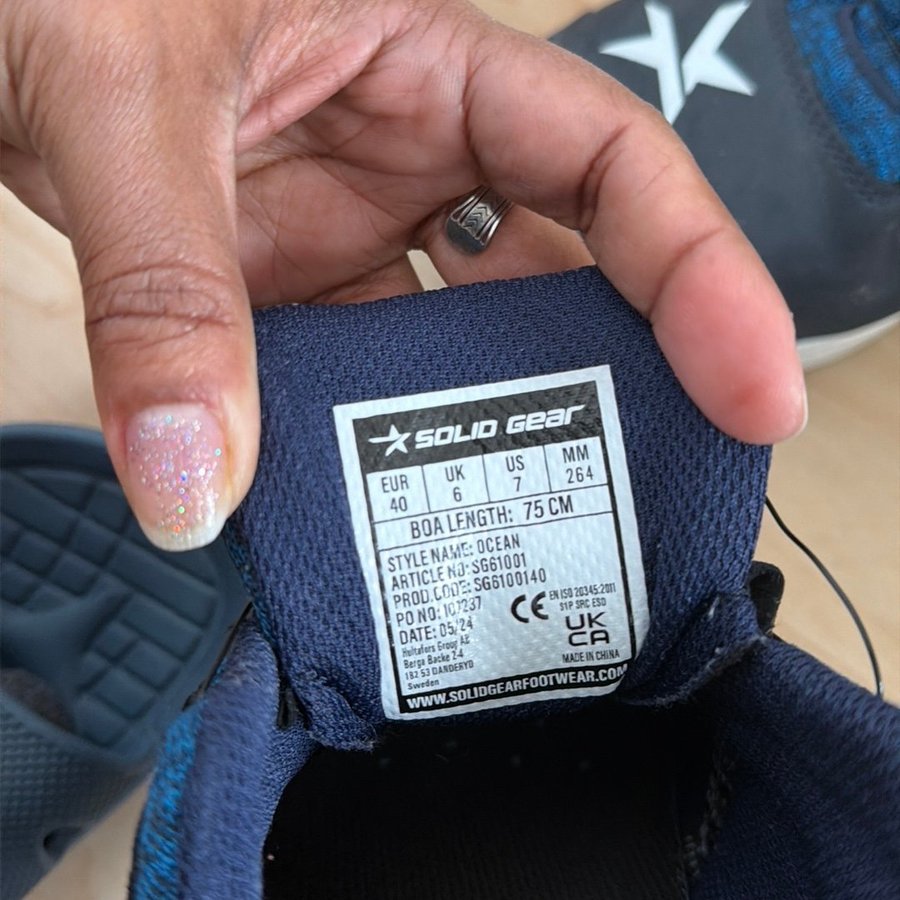 SOLID GEAR
EUR UK US MM
40 6 7 264
BOA LENGTH: 75 CM
STYLE NAME: OCEAN
ARTICLE NO: SG61001
PROD.CODE: SG6100140
PO NO: 107237
DATE: 05/24
Hultafors Group AB
Berga Backe 2-4
182 53 DANDERYD
Sweden
CE EN ISO 20345:2011
S1P SRC ESD
UK
CA
MADE IN CHINA
WWW.SOLIDGEARFOOTWEAR.COM